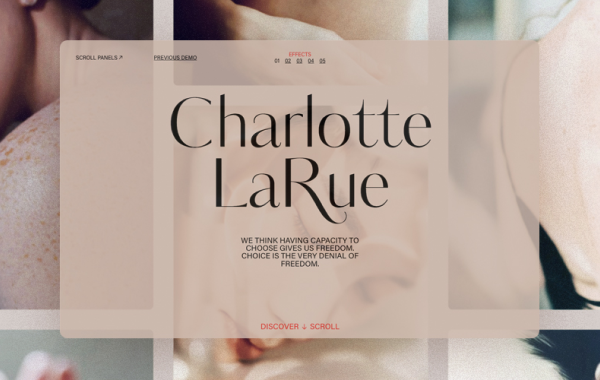 SCROLL PANELS ↗
PREVIOUS DEMO
EFFECTS
01 02 03 04 05
Charlotte
LaRue
WE THINK HAVING CAPACITY TO
CHOOSE GIVES US FREEDOM.
CHOICE IS THE VERY DENIAL OF
FREEDOM.
DISCOVER ↓ SCROLL